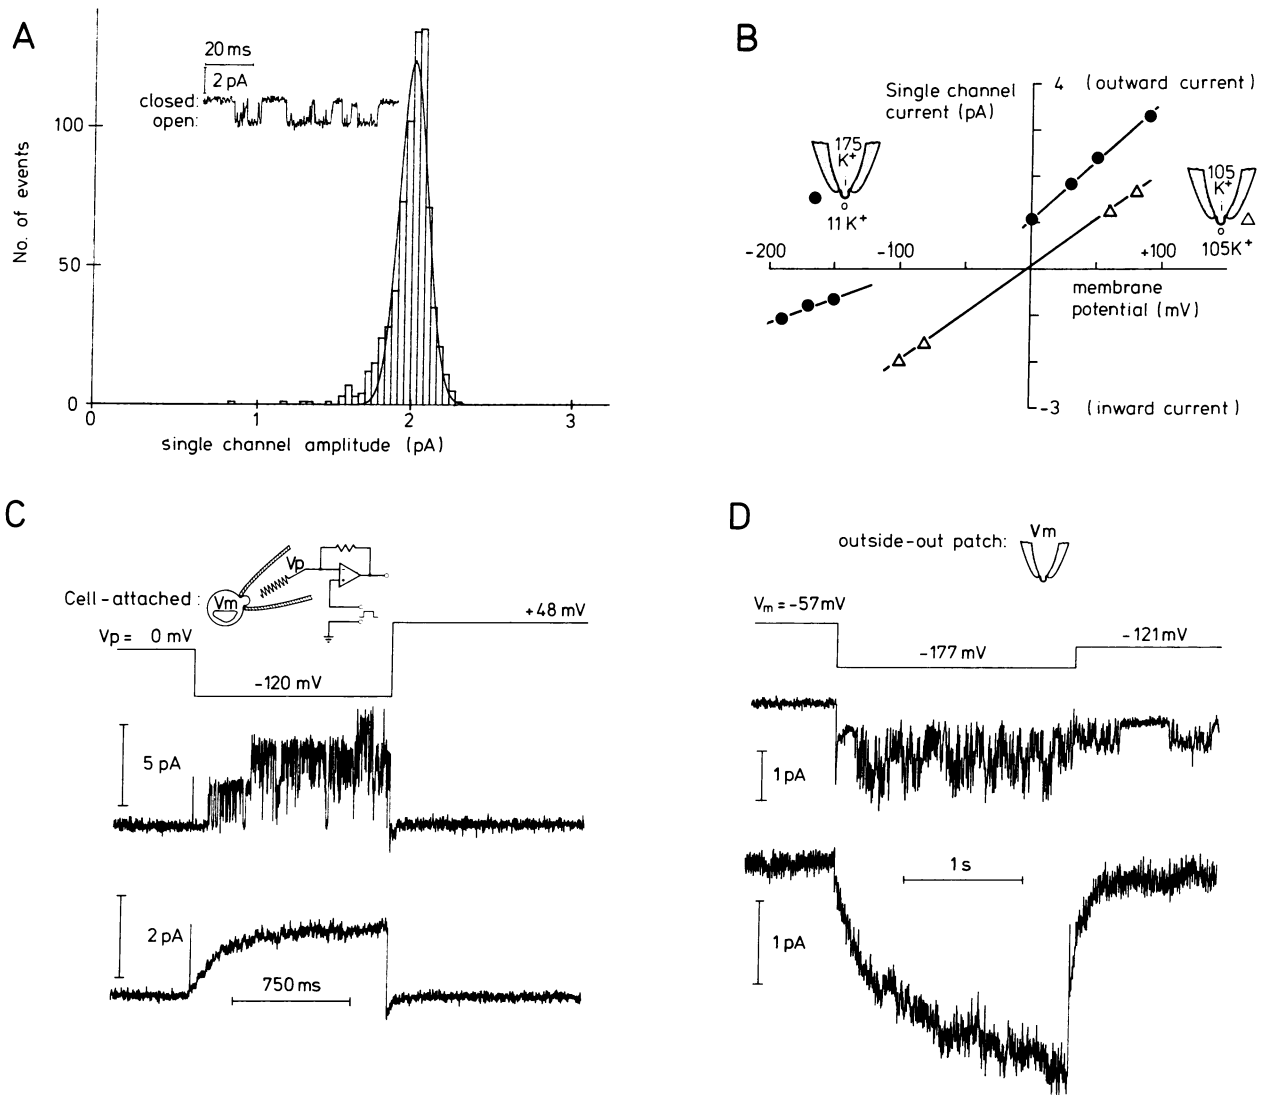 A
20 ms
2 pA
closed:
open:
100
50
0
No. of events
0
1
2
3
single channel amplitude (pA)
B
Single channel
current (pA)
4
(outward current)
175
K+
11 K+
105
K+
105K+
-200
-100
+100
membrane
potential (mV)
-3
(inward current)
C
Cell-attached:
Vm
Vp
Vp = 0 mV
-120 mV
+48 mV
5 pA
2 pA
750 ms
D
outside-out patch:
Vm
Vm = -57mV
-177 mV
-121mV
1 pA
1 s
1 pA